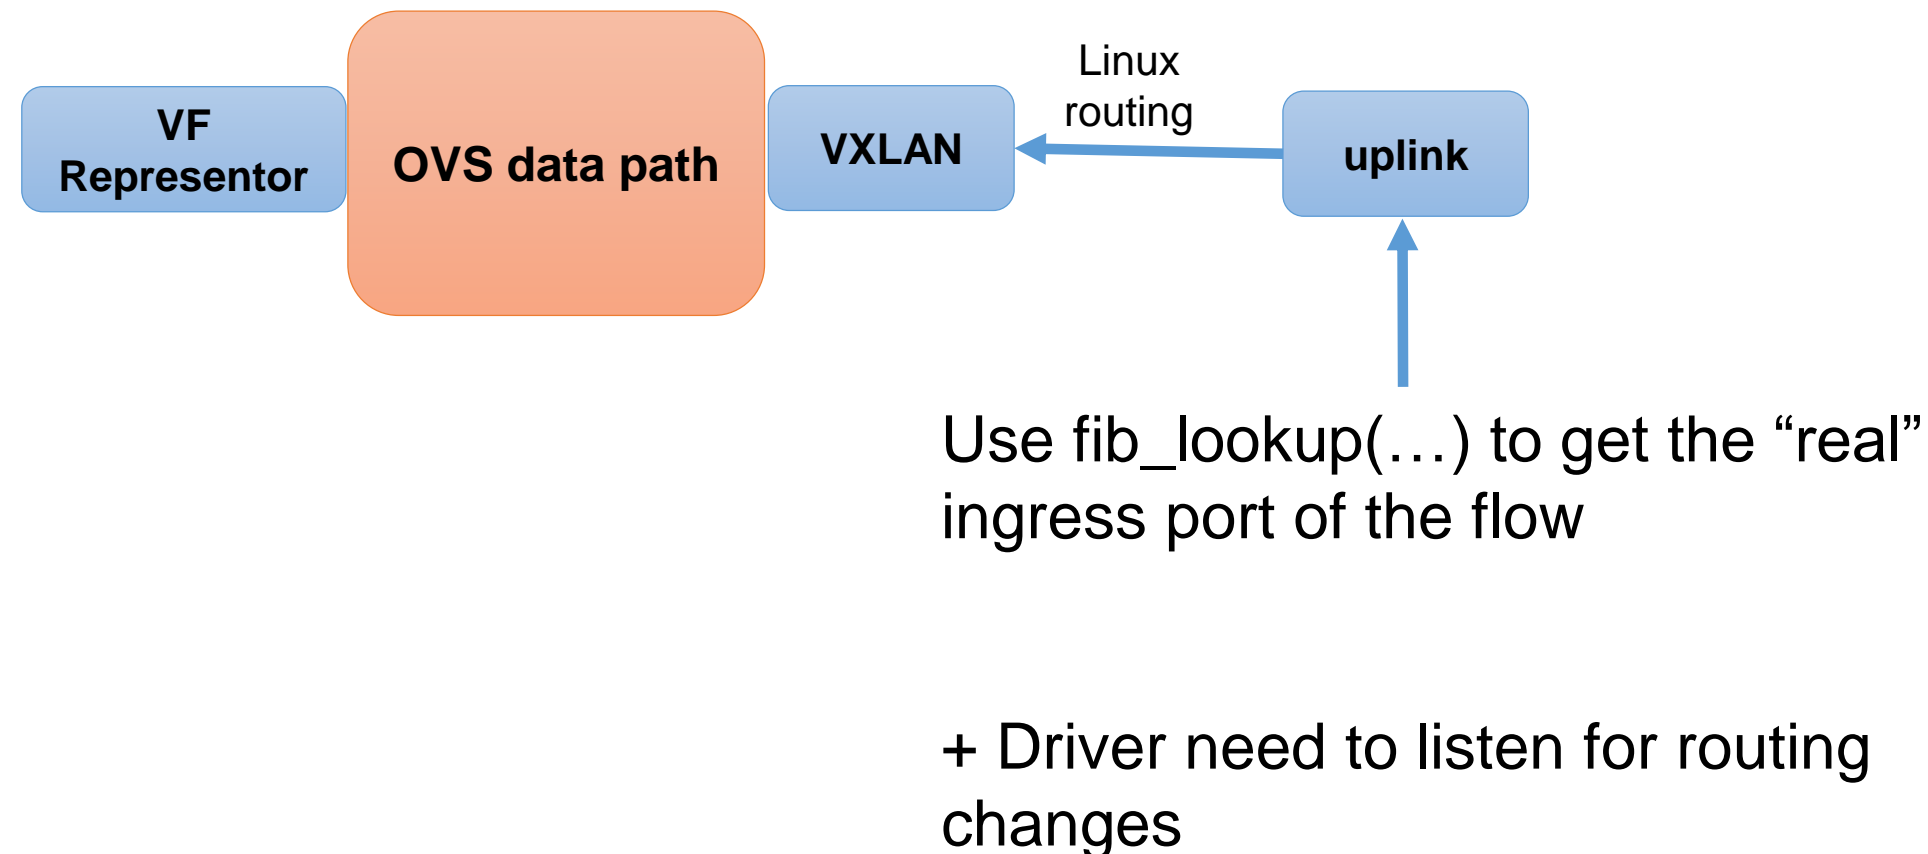 VF
Representor
OVS data path
VXLAN
Linux
routing
uplink
Use fib_lookup(…) to get the “real”
ingress port of the flow
+ Driver need to listen for routing
changes